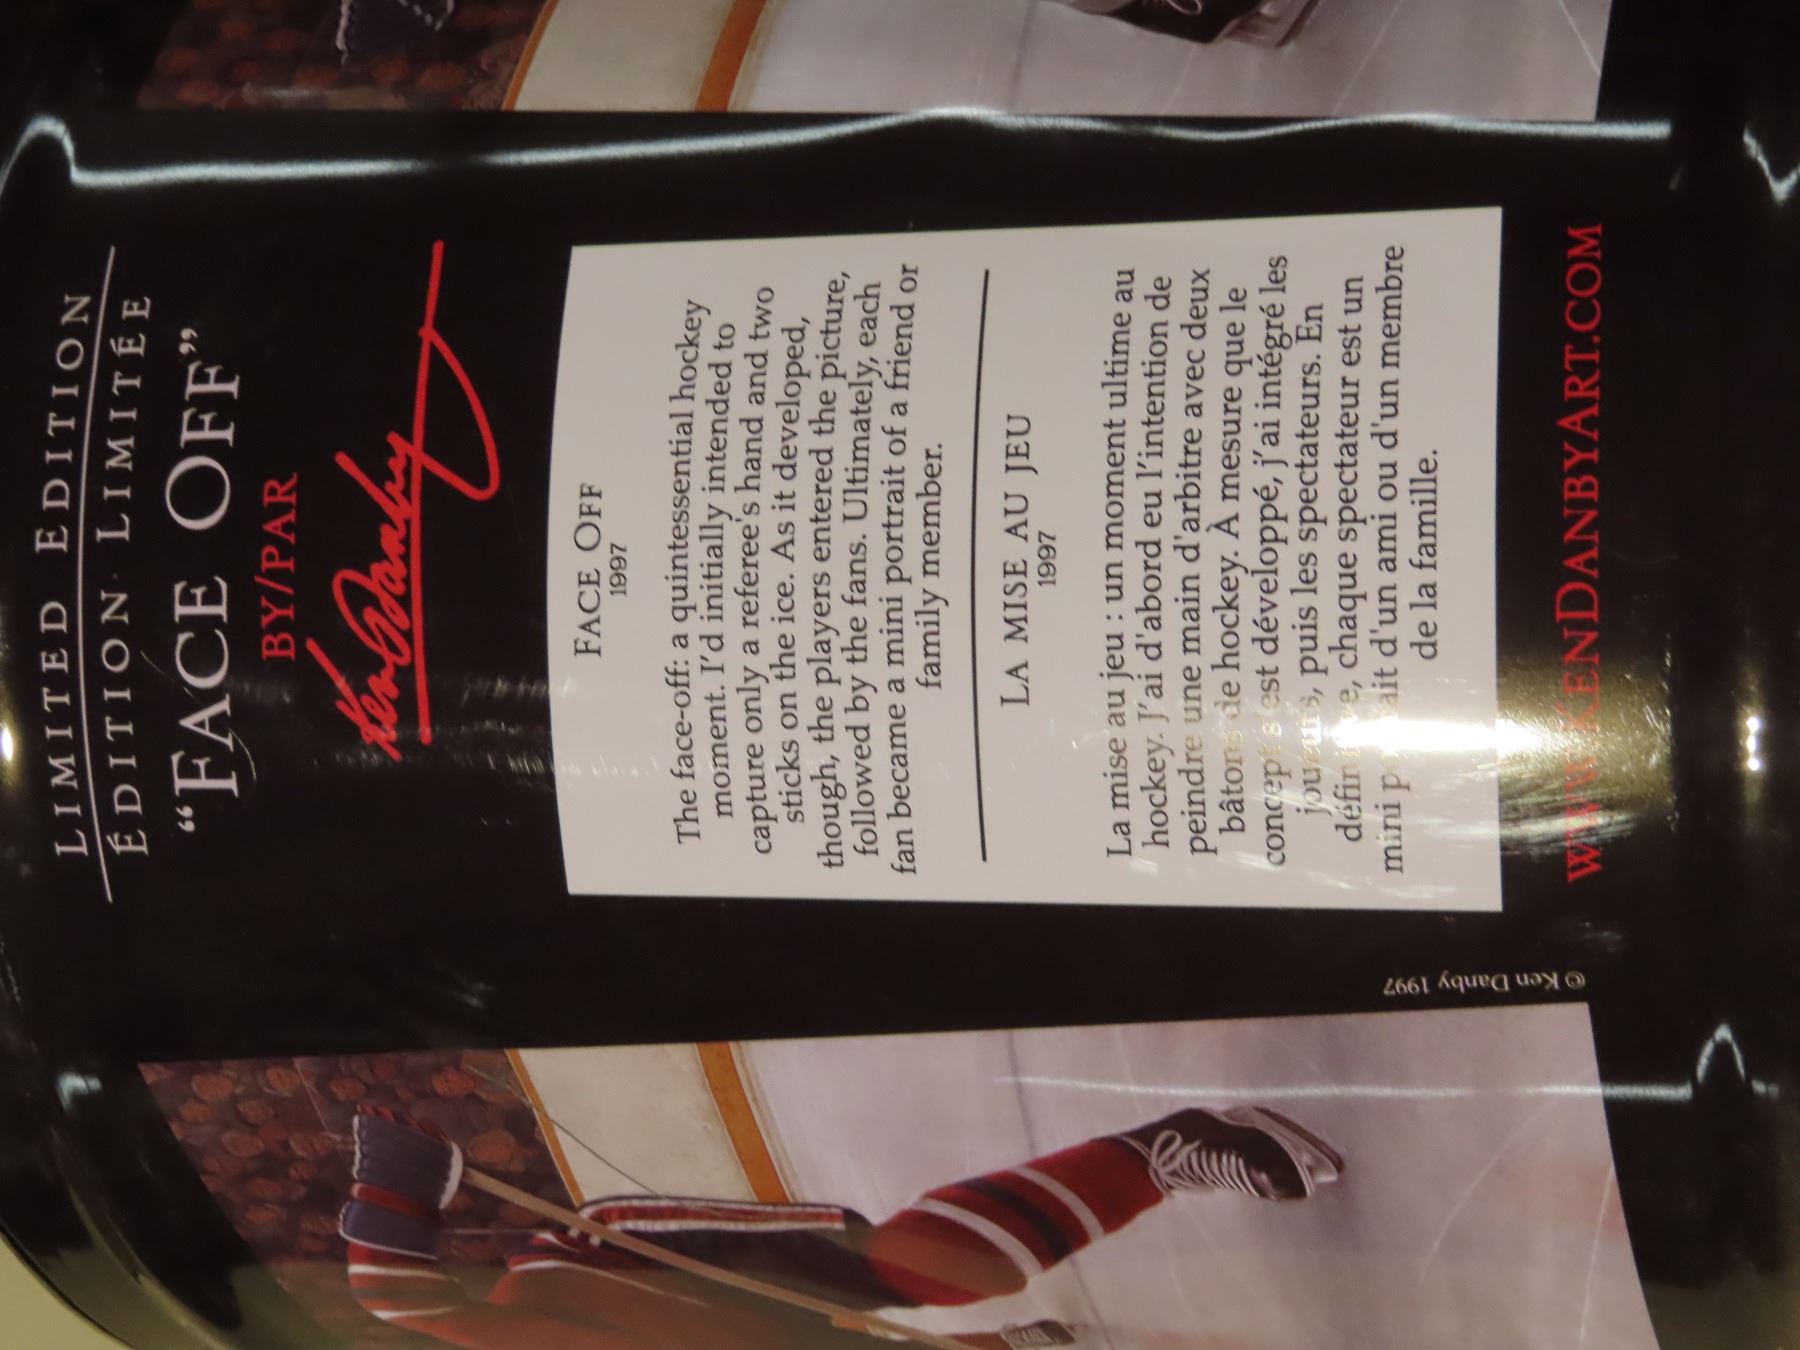 LIMITED EDITION
ÉDITION LIMITÉE
“FACE OFF”
BY/PAR
Ken Danby
FACE OFF
1997
The face-off: a quintessential hockey
moment. I'd initially intended to
capture only a referee's hand and two
sticks on the ice. As it developed,
though, the players entered the picture,
followed by the fans. Ultimately, each
fan became a mini portrait of a friend or
family member.
LA MISE AU JEU
1997
La mise au jeu : un moment ultime au
hockey. J'ai d'abord eu l'intention de
peindre une main d'arbitre avec deux
bâtons de hockey. À mesure que le
concept s'est développé, j'ai intégré les
joueurs, puis les spectateurs. En
définitive, chaque spectateur est un
mini portrait d'un ami ou d'un membre
de la famille.
WWW.KENDANBYART.COM
© Ken Danby 1997